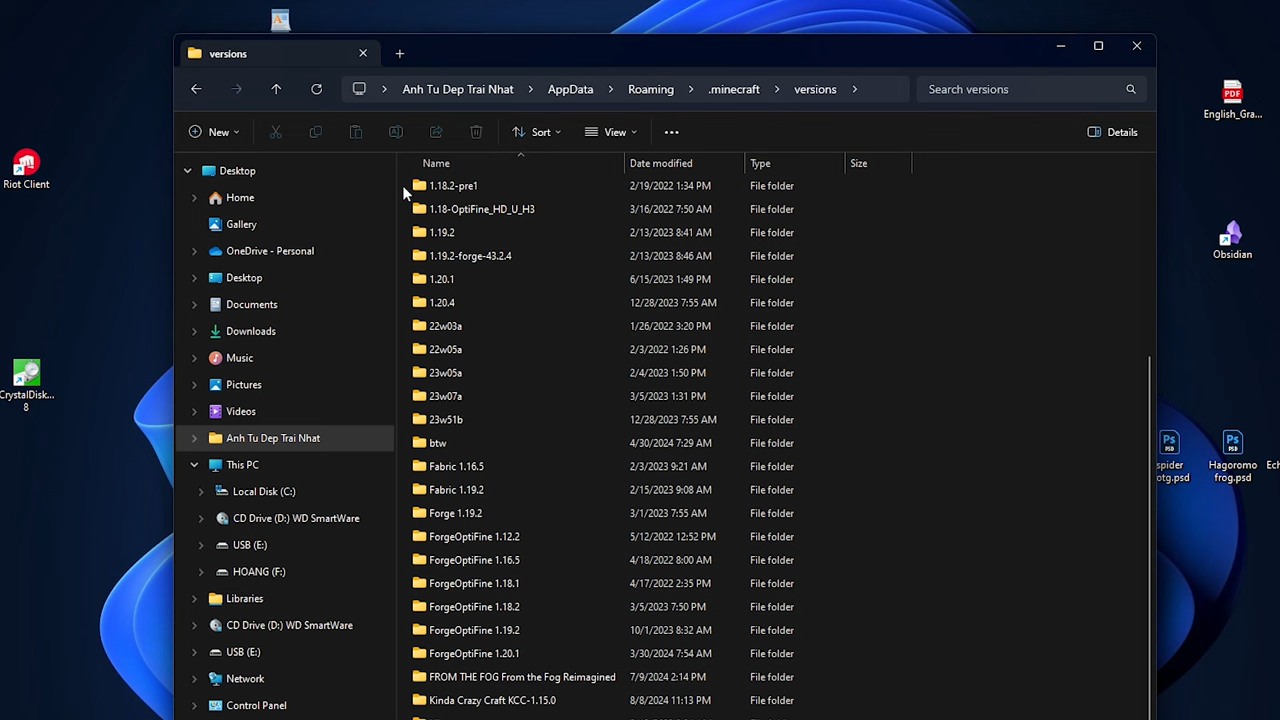 versions
Anh Tu Dep Trai Nhat
AppData
Roaming
.minecraft
versions
Search versions
New
Sort
View
Details
Desktop
Home
Gallery
OneDrive - Personal
Desktop
Documents
Downloads
Music
Pictures
Videos
Anh Tu Dep Trai Nhat
This PC
Local Disk (C:)
CD Drive (D:) WD SmartWare
USB (E:)
HOANG (F:)
Libraries
CD Drive (D:) WD SmartWare
USB (E:)
Network
Control Panel
Name Date modified Type Size
1.18.2-pre1 2/19/2022 1:34 PM File folder
1.18-OptiFine_HD_U_H3 3/16/2022 7:50 AM File folder
1.19.2 2/13/2023 8:41 AM File folder
1.19.2-forge-43.2.4 2/13/2023 8:46 AM File folder
1.20.1 6/15/2023 1:49 PM File folder
1.20.4 12/28/2023 7:55 AM File folder
22w03a 1/26/2022 3:20 PM File folder
22w05a 2/3/2022 1:26 PM File folder
23w05a 2/4/2023 1:50 PM File folder
23w07a 3/5/2023 1:31 PM File folder
23w51b 12/28/2023 7:55 AM File folder
btw 4/30/2024 7:29 AM File folder
Fabric 1.16.5 2/3/2023 9:21 AM File folder
Fabric 1.19.2 2/15/2023 9:08 AM File folder
Forge 1.19.2 3/1/2023 7:55 AM File folder
ForgeOptiFine 1.12.2 5/12/2022 12:52 PM File folder
ForgeOptiFine 1.16.5 4/18/2022 8:00 AM File folder
ForgeOptiFine 1.18.1 4/17/2022 2:35 PM File folder
ForgeOptiFine 1.18.2 3/5/2023 7:50 PM File folder
ForgeOptiFine 1.19.2 10/1/2023 8:32 AM File folder
ForgeOptiFine 1.20.1 3/30/2024 7:54 AM File folder
FROM THE FOG From the Fog Reimagined 7/9/2024 2:14 PM File folder
Kinda Crazy Craft KCC-1.15.0 8/8/2024 11:13 PM File folder
Riot Client
CrystalDisk...
8
PDF
English_Gra...
Obsidian
Ps
PSD
spider
otg.psd
Ps
PSD
Hagoromo
frog.psd